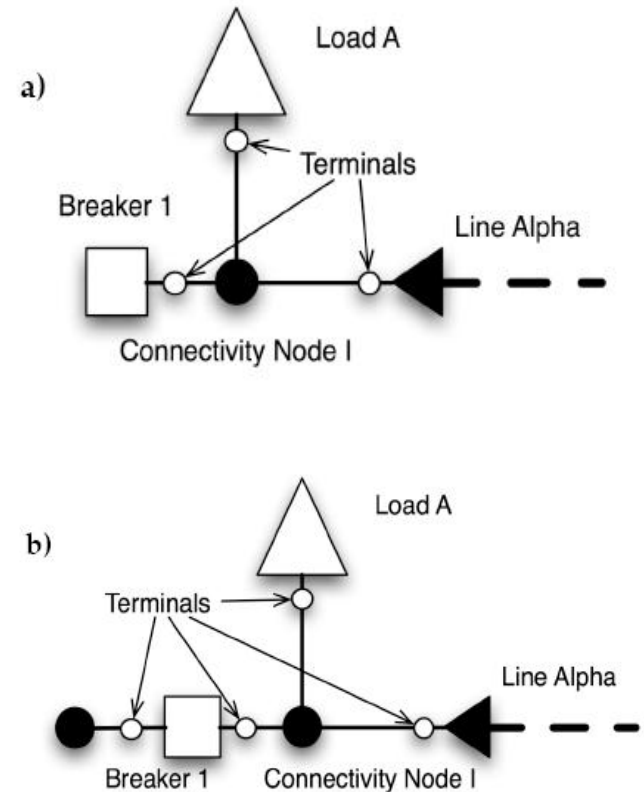 a)
Load A
Terminals
Breaker 1
Line Alpha
Connectivity Node I
b)
Load A
Terminals
Line Alpha
Breaker 1
Connectivity Node I